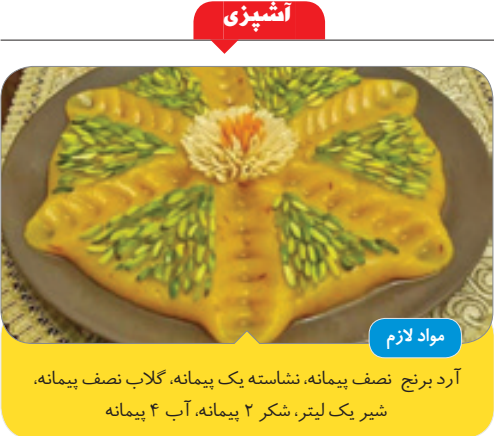 آشپزی
مواد لازم
آرد برنج نصف پیمانه، نشاسته یک پیمانه، گلاب نصف پیمانه،
شیر یک لیتر، شکر ۲ پیمانه، آب ۴ پیمانه